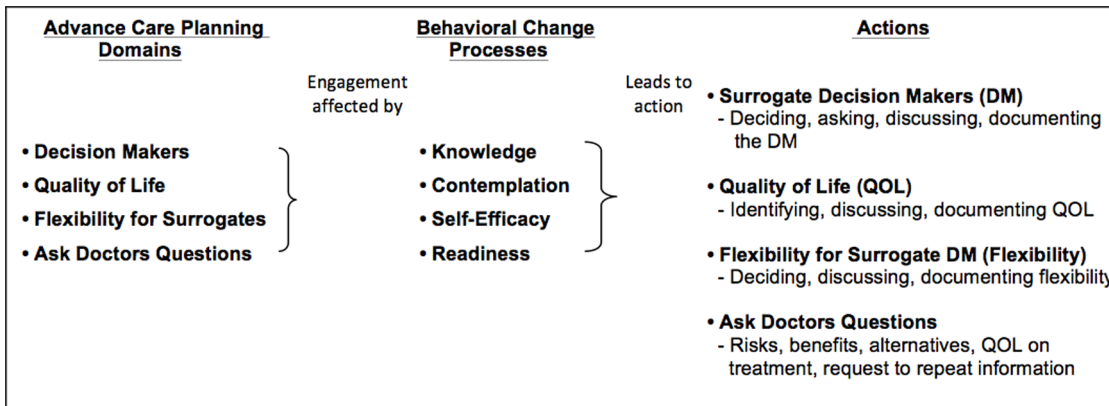 Advance Care Planning
Domains
Behavioral Change
Processes
Actions
Engagement
affected by
Leads to
action
• Decision Makers
• Quality of Life
• Flexibility for Surrogates
• Ask Doctors Questions
• Knowledge
• Contemplation
• Self-Efficacy
• Readiness
• Surrogate Decision Makers (DM)
- Deciding, asking, discussing, documenting
the DM
• Quality of Life (QOL)
- Identifying, discussing, documenting QOL
• Flexibility for Surrogate DM (Flexibility)
- Deciding, discussing, documenting flexibility
• Ask Doctors Questions
- Risks, benefits, alternatives, QOL on
treatment, request to repeat information